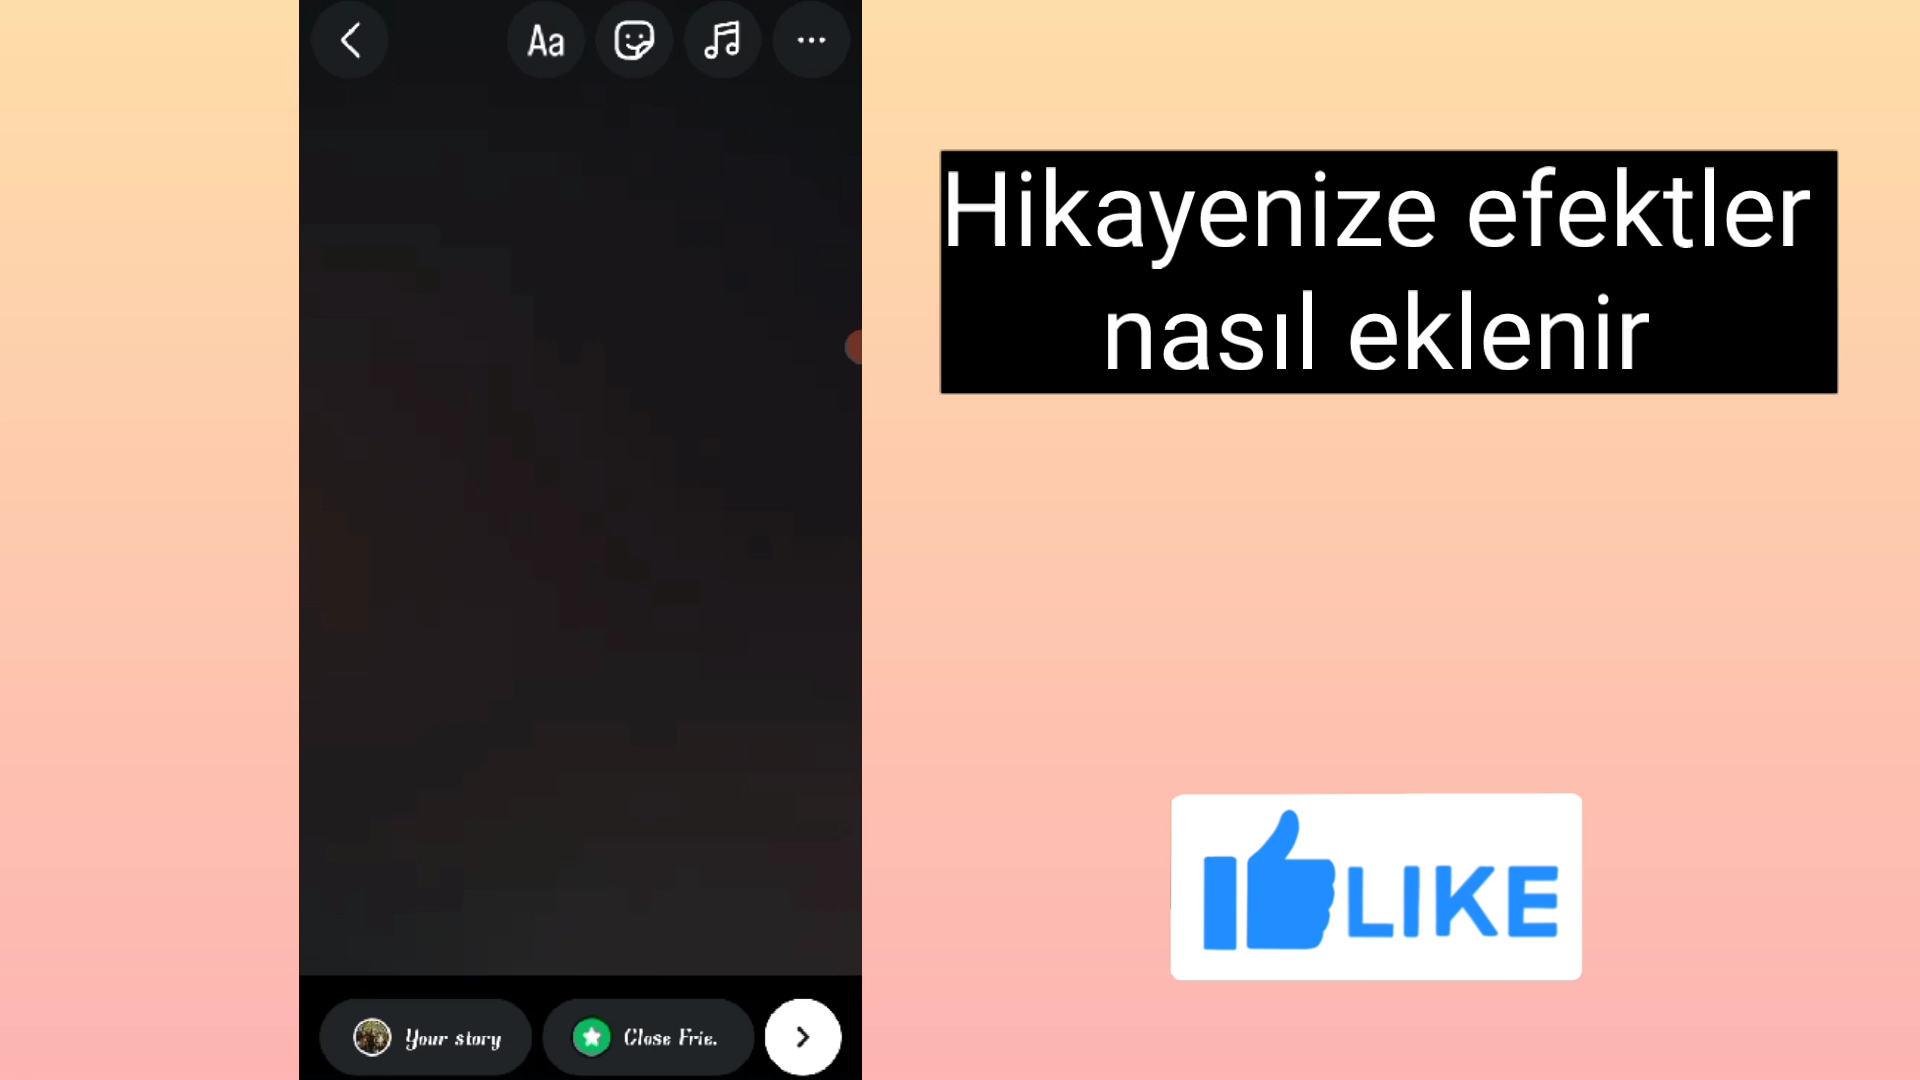 Aa
Hikayenize efektler
nasıl eklenir
LIKE
Your story
Close Frie.